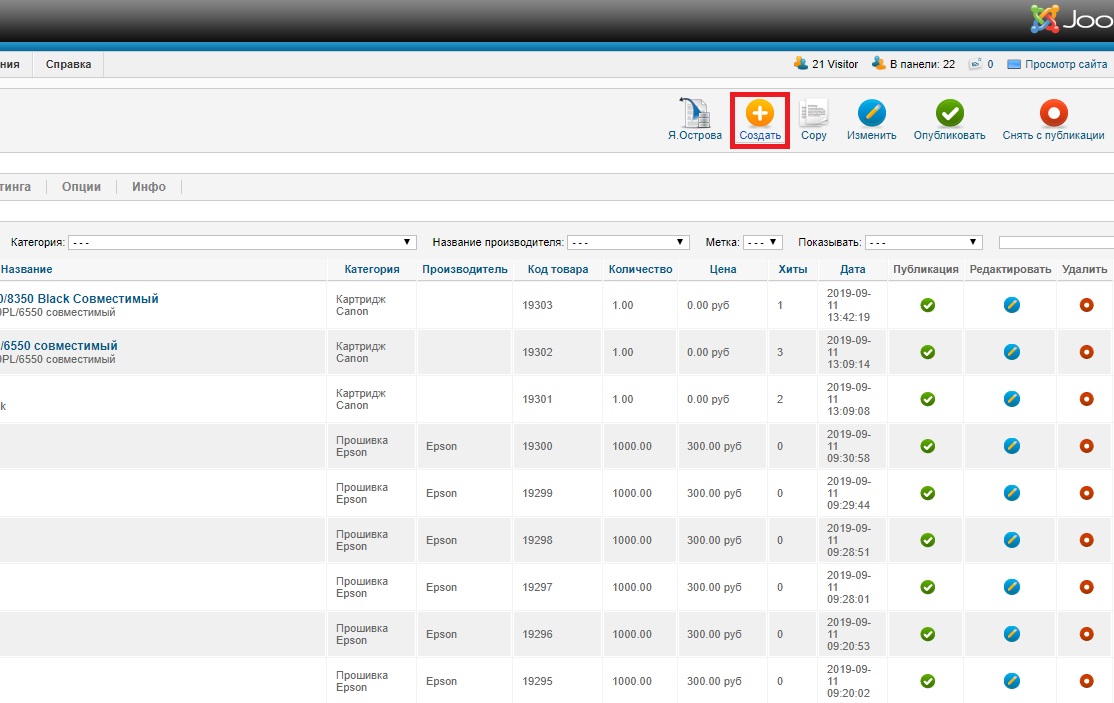 Joo
ния Справка 21 Visitor В панели: 22 0 Просмотр сайта
Я.Острова Создать Copy Изменить Опубликовать Снять с публикации
тинга Опции Инфо
Категория: - - - Название производителя: - - - Метка: - - - Показывать: - - -
Название Категория Производитель Код товара Количество Цена Хиты Дата Публикация Редактировать Удалить
0/8350 Black Совместимый
0PL/6550 совместимый
Картридж
Canon
19303 1.00 0.00 руб 1
2019-09-
11
13:42:19
/6550 совместимый
0PL/6550 совместимый
Картридж
Canon
19302 1.00 0.00 руб 3
2019-09-
11
13:09:14
k
Картридж
Canon
19301 1.00 0.00 руб 2
2019-09-
11
13:09:08
Прошивка
Epson
Epson 19300 1000.00 300.00 руб 0
2019-09-
11
09:30:58
Прошивка
Epson
Epson 19299 1000.00 300.00 руб 0
2019-09-
11
09:29:44
Прошивка
Epson
Epson 19298 1000.00 300.00 руб 0
2019-09-
11
09:28:51
Прошивка
Epson
Epson 19297 1000.00 300.00 руб 0
2019-09-
11
09:28:01
Прошивка
Epson
Epson 19296 1000.00 300.00 руб 0
2019-09-
11
09:20:53
Прошивка
Epson
Epson 19295 1000.00 300.00 руб 0
2019-09-
11
09:20:02